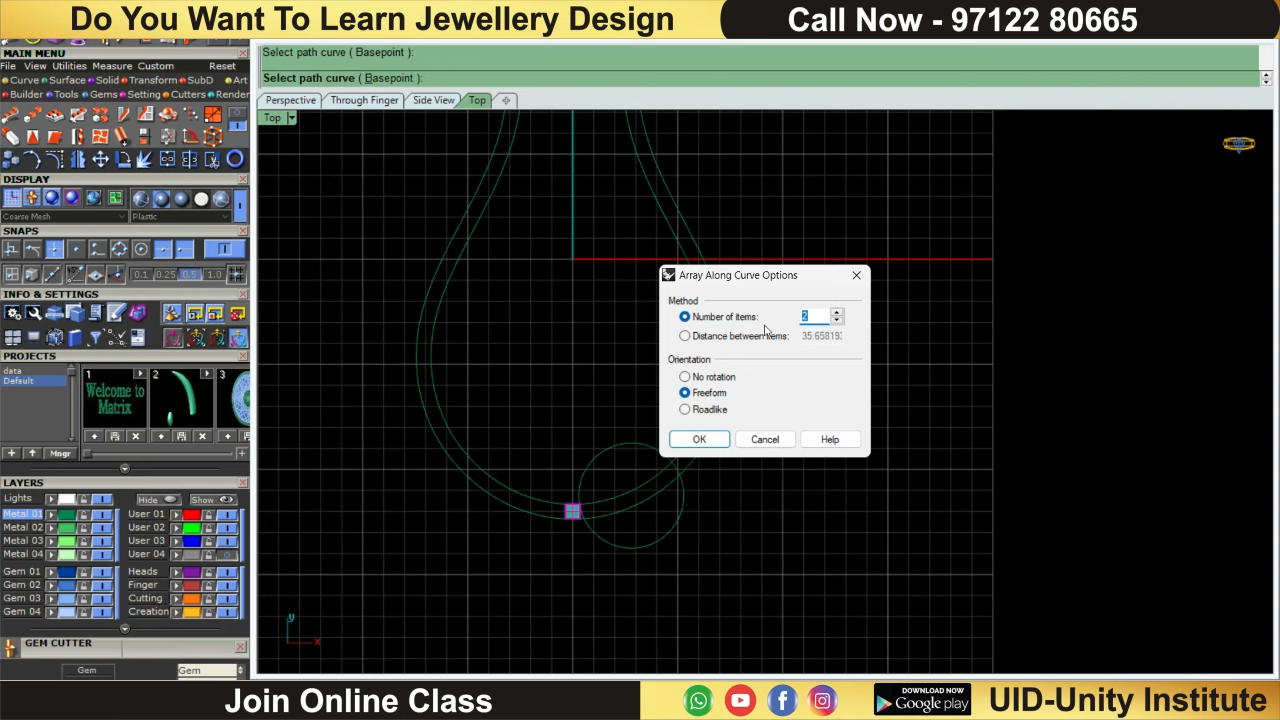 Do You Want To Learn Jewellery Design
Call Now - 97122 80665
MAIN MENU
File View Utilities Measure Custom Reset
Curve Surface Solid Transform SubD Art
Builder Tools Gems Setting Cutters Render
DISPLAY
Coarse Mesh
Plastic
SNAPS
0.1 0.25 0.5 1.0
INFO & SETTINGS
PROJECTS
data
Default
1
2
3
Welcome to
Matrix
Mngr
LAYERS
Lights
Hide
Show
Metal 01
User 01
Metal 02
User 02
Metal 03
User 03
Metal 04
User 04
Gem 01
Heads
Gem 02
Finger
Gem 03
Cutting
Gem 04
Creation
GEM CUTTER
Gem
Gem
Select path curve ( Basepoint ):
Select path curve ( Basepoint ):
Perspective
Through Finger
Side View
Top
Top
Array Along Curve Options
Method
Number of items:
2
Distance between items:
Orientation
No rotation
Freeform
Roadlike
OK
Cancel
Help
y
x
Join Online Class
DOWNLOAD NOW
Google play
UID-Unity Institute